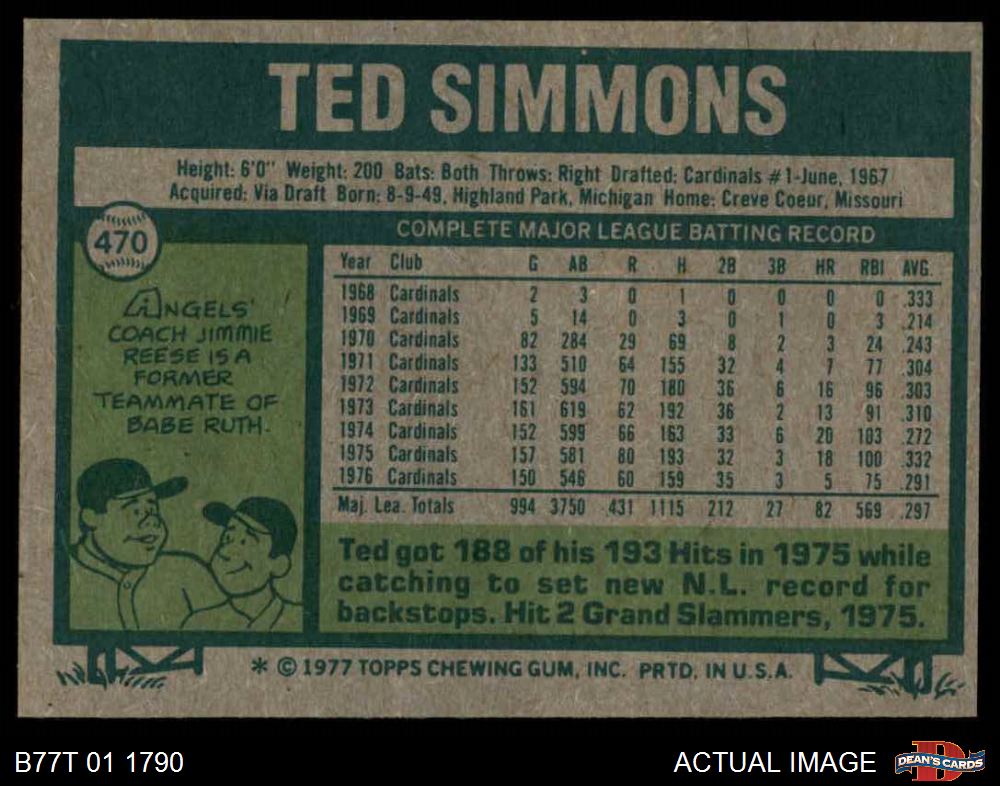 TED SIMMONS
Height: 6'0" Weight: 200 Bats: Both Throws: Right Drafted: Cardinals #1-June, 1967
Acquired: Via Draft Born: 8-9-49, Highland Park, Michigan Home: Creve Coeur, Missouri
470
ANGELS'
COACH JIMMIE
REESE IS A
FORMER
TEAMMATE OF
BABE RUTH.
COMPLETE MAJOR LEAGUE BATTING RECORD
Year Club G AB R H 2B 3B HR RBI AVG.
1968 Cardinals 2 3 0 1 0 0 0 0 .333
1969 Cardinals 5 14 0 3 0 1 0 3 .214
1970 Cardinals 82 284 29 69 8 2 3 24 .243
1971 Cardinals 133 510 64 155 32 4 7 77 .304
1972 Cardinals 152 594 70 180 36 6 16 96 .303
1973 Cardinals 161 619 62 192 36 2 13 91 .310
1974 Cardinals 152 599 66 163 33 6 20 103 .272
1975 Cardinals 157 581 80 193 32 3 18 100 .332
1976 Cardinals 150 546 60 159 35 3 5 75 .291
Maj. Lea. Totals 994 3750 431 1115 212 27 82 569 .297
Ted got 188 of his 193 Hits in 1975 while
catching to set new N.L. record for
backstops. Hit 2 Grand Slammers, 1975.
* © 1977 TOPPS CHEWING GUM, INC. PRTD. IN U.S.A.
B77T 01 1790
ACTUAL IMAGE
D
DEAN'S CARDS